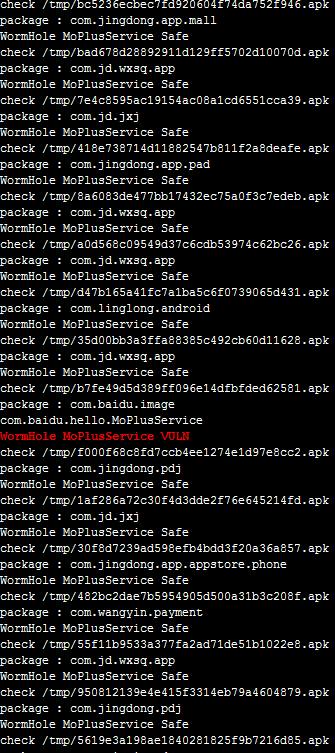 check /tmp/bc5236ecbec7fd920604f74da752f946.apk
package : com.jingdong.app.mall
WormHole MoPlusService Safe
check /tmp/bad678d28892911d129ff5702d10070d.apk
package : com.jd.wxsq.app
WormHole MoPlusService Safe
check /tmp/7e4c8595ac19154ac08a1cd6551cca39.apk
package : com.jd.jxj
WormHole MoPlusService Safe
check /tmp/418e738714d11882547b811f2a8deafe.apk
package : com.jingdong.app.pad
WormHole MoPlusService Safe
check /tmp/8a6083de477bb17432ec75a0f3c7edeb.apk
package : com.jd.wxsq.app
WormHole MoPlusService Safe
check /tmp/a0d568c09549d37c6cdb53974c62bc26.apk
package : com.jd.wxsq.app
WormHole MoPlusService Safe
check /tmp/d47b165a41fc7a1ba5c6f0739065d431.apk
package : com.linglong.android
WormHole MoPlusService Safe
check /tmp/35d00bb3a3ffa88385c492cb60d11628.apk
package : com.jd.wxsq.app
WormHole MoPlusService Safe
check /tmp/b7fe49d5d389ff096e14dfbfded62581.apk
package : com.baidu.image
com.baidu.hello.MoPlusService
WormHole MoPlusService VULN
check /tmp/f000f68c8fd7ccb4ee1274e1d97e8cc2.apk
package : com.jingdong.pdj
WormHole MoPlusService Safe
check /tmp/1af286a72c30f4d3dde2f76e645214fd.apk
package : com.jd.jxj
WormHole MoPlusService Safe
check /tmp/30f8d7239ad598efb4bdd3f20a36a857.apk
package : com.jingdong.app.appstore.phone
WormHole MoPlusService Safe
check /tmp/482bc2dae7b5954905d500a31b3c208f.apk
package : com.wangyin.payment
WormHole MoPlusService Safe
check /tmp/55f11b9533a377fa2ad71de51b1022e8.apk
package : com.jd.wxsq.app
WormHole MoPlusService Safe
check /tmp/950812139e4e415f3314eb79a4604879.apk
package : com.jingdong.pdj
WormHole MoPlusService Safe
check /tmp/5619e3a198ae1840281825f9b7216d85.apk